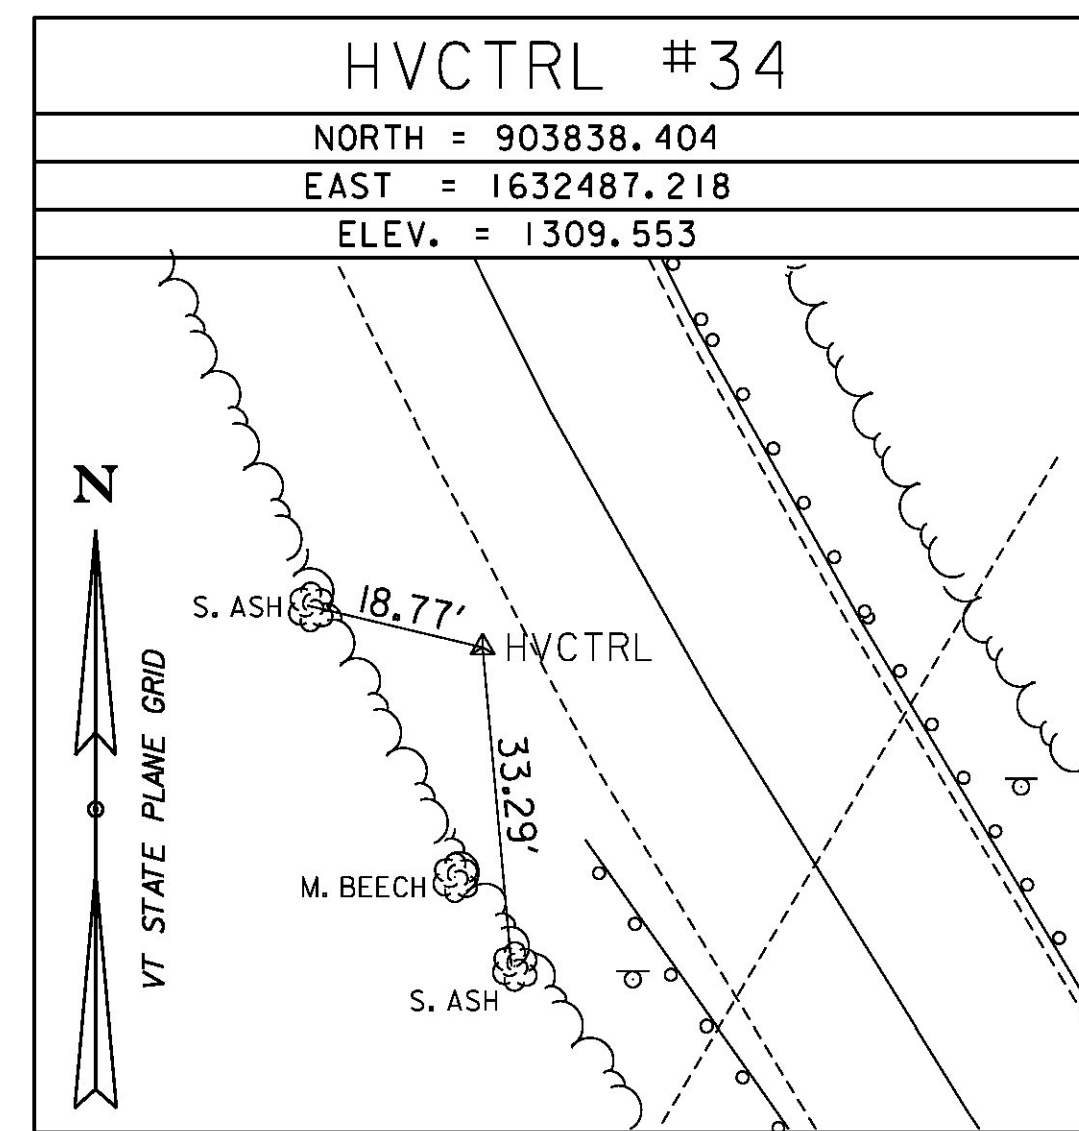 HVCTRL #34
NORTH = 903838.404
EAST = 1632487.218
ELEV. = 1309.553
N
S. ASH
18.77'
HVCTRL
VT STATE PLANE GRID
33.29'
M. BEECH
S. ASH